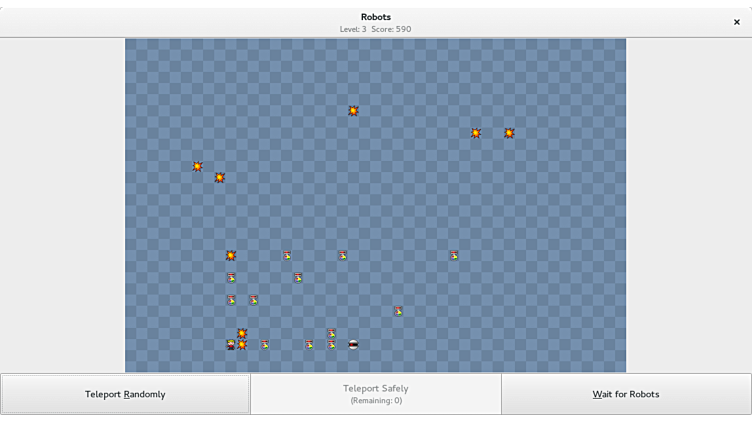 Robots
Level: 3 Score: 590
Teleport Randomly
Teleport Safely
(Remaining: 0)
Wait for Robots